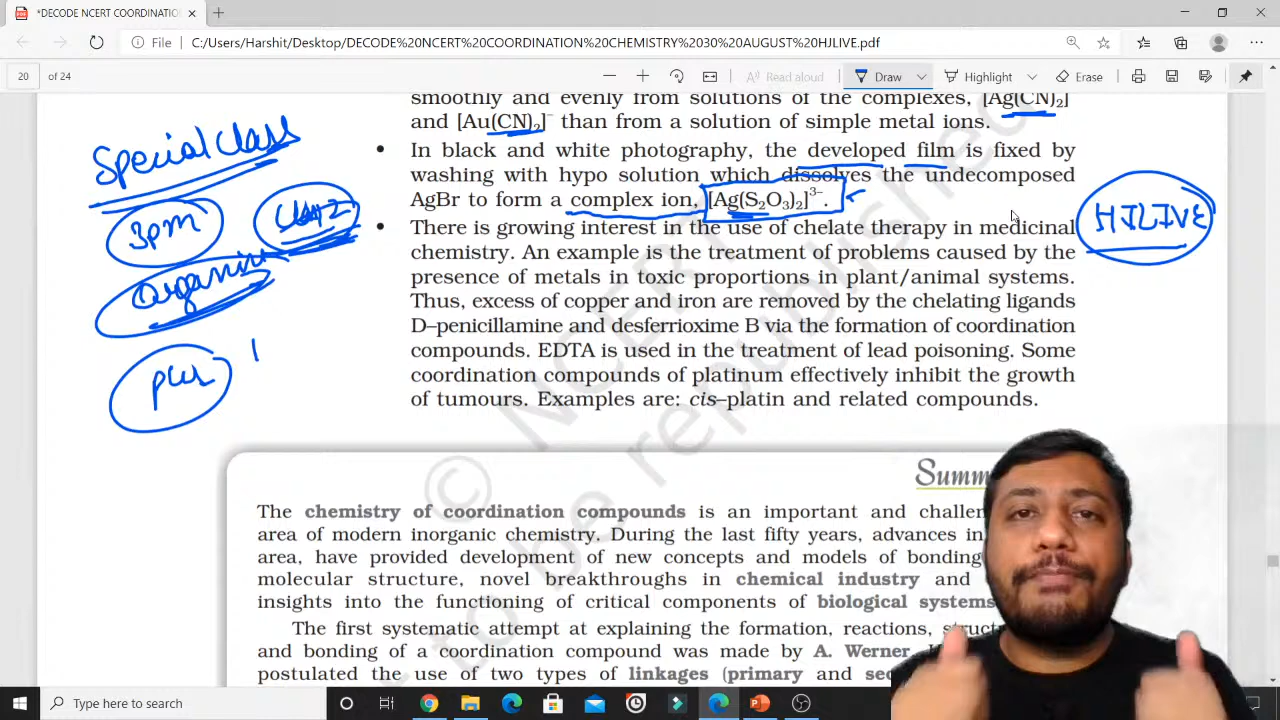 *DECODE NCERT COORDINATION
File
C:/Users/Harshit/Desktop/DECODE%20NCERT%20COORDINATION%20CHEMISTRY%2030%20AUGUST%20HJLIVE.pdf
20 of 24
Read aloud
Draw
Highlight
Erase
smoothly and evenly from solutions of the complexes, [Ag(CN)₂]
and [Au(CN)₂]⁻ than from a solution of simple metal ions.
• In black and white photography, the developed film is fixed by
washing with hypo solution which dissolves the undecomposed
AgBr to form a complex ion, [Ag(S₂O₃)₂]³⁻.
• There is growing interest in the use of chelate therapy in medicinal
chemistry. An example is the treatment of problems caused by the
presence of metals in toxic proportions in plant/animal systems.
Thus, excess of copper and iron are removed by the chelating ligands
D–penicillamine and desferrioxime B via the formation of coordination
compounds. EDTA is used in the treatment of lead poisoning. Some
coordination compounds of platinum effectively inhibit the growth
of tumours. Examples are: cis–platin and related compounds.
Special Class
3pm
Organic
HJLIVE
© NCERT
to be republish
Summ
The chemistry of coordination compounds is an important and challen
area of modern inorganic chemistry. During the last fifty years, advances in
area, have provided development of new concepts and models of bonding
molecular structure, novel breakthroughs in chemical industry and
insights into the functioning of critical components of biological systems
The first systematic attempt at explaining the formation, reactions, struct
and bonding of a coordination compound was made by A. Werner. H
postulated the use of two types of linkages (primary and sec
Type here to search